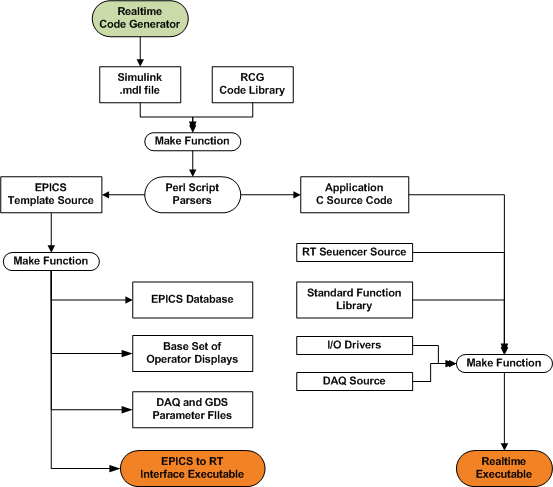 Realtime
Code Generator
Simulink
.mdl file
RCG
Code Library
Make Function
EPICS
Template Source
Perl Script
Parsers
Application
C Source Code
Make Function
RT Seuencer Source
EPICS Database
Standard Function
Library
Base Set of
Operator Displays
I/O Drivers
Make Function
DAQ Source
DAQ and GDS
Parameter FIles
EPICS to RT
Interface Executable
Realtime
Executable